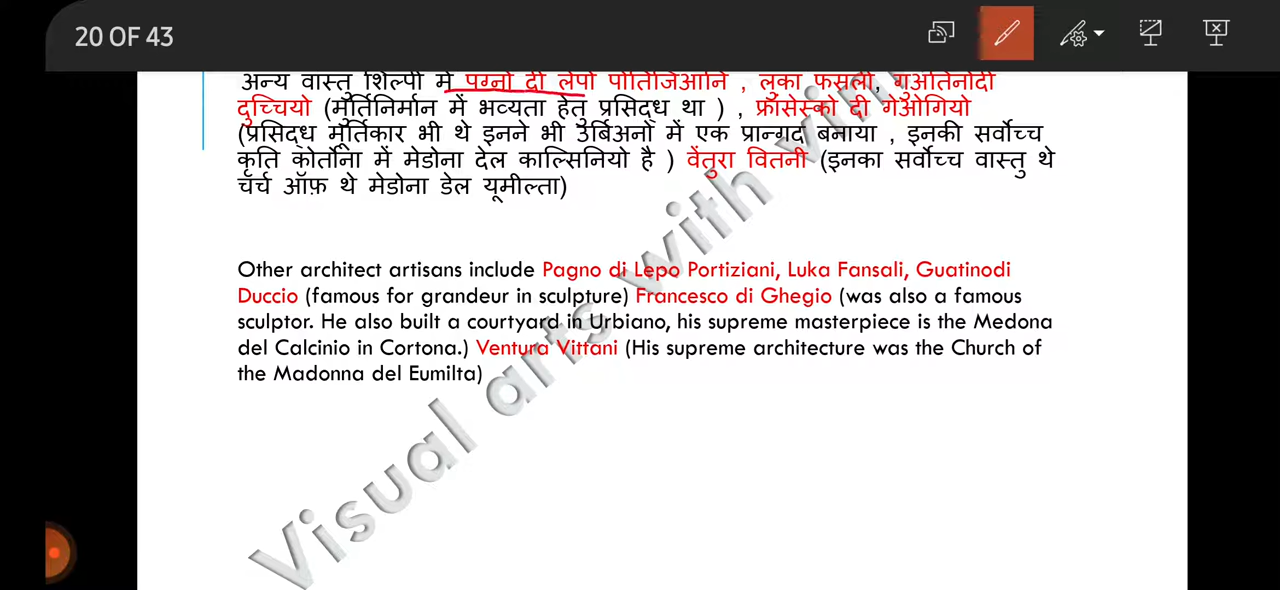 20 OF 43
अन्य वास्तु शिल्पी में पग्नो दी लेपो पोर्तिजिआनि , लुका फंसली, गुअतिनोदी
दुच्चियो (मुर्तिनिर्मान में भव्यता हेतु प्रसिद्ध था ) , फ्रांसेस्को दी गेओगियो
(प्रसिद्ध मूर्तिकार भी थे इनने भी उर्बिअनो में एक प्रान्गद बनाया , इनकी सर्वोच्च
कृति कोर्तोना में मेडोना देल काल्सिनियो है ) वेंतुरा वितनी (इनका सर्वोच्च वास्तु थे
चर्च ऑफ़ थे मेडोना डेल यूमील्ता)
Other architect artisans include Pagno di Lepo Portiziani, Luka Fansali, Guatinodi
Duccio (famous for grandeur in sculpture) Francesco di Ghegio (was also a famous
sculptor. He also built a courtyard in Urbiano, his supreme masterpiece is the Medona
del Calcinio in Cortona.) Ventura Vittani (His supreme architecture was the Church of
the Madonna del Eumilta)
Visual arts with vim